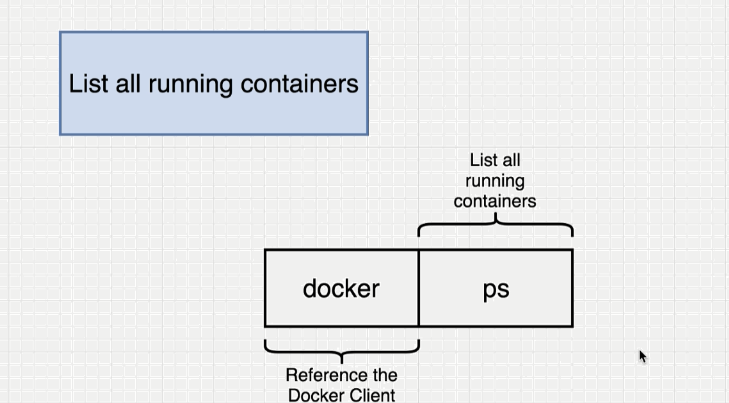 List all running containers
List all
running
containers
docker ps
Reference the
Docker Client